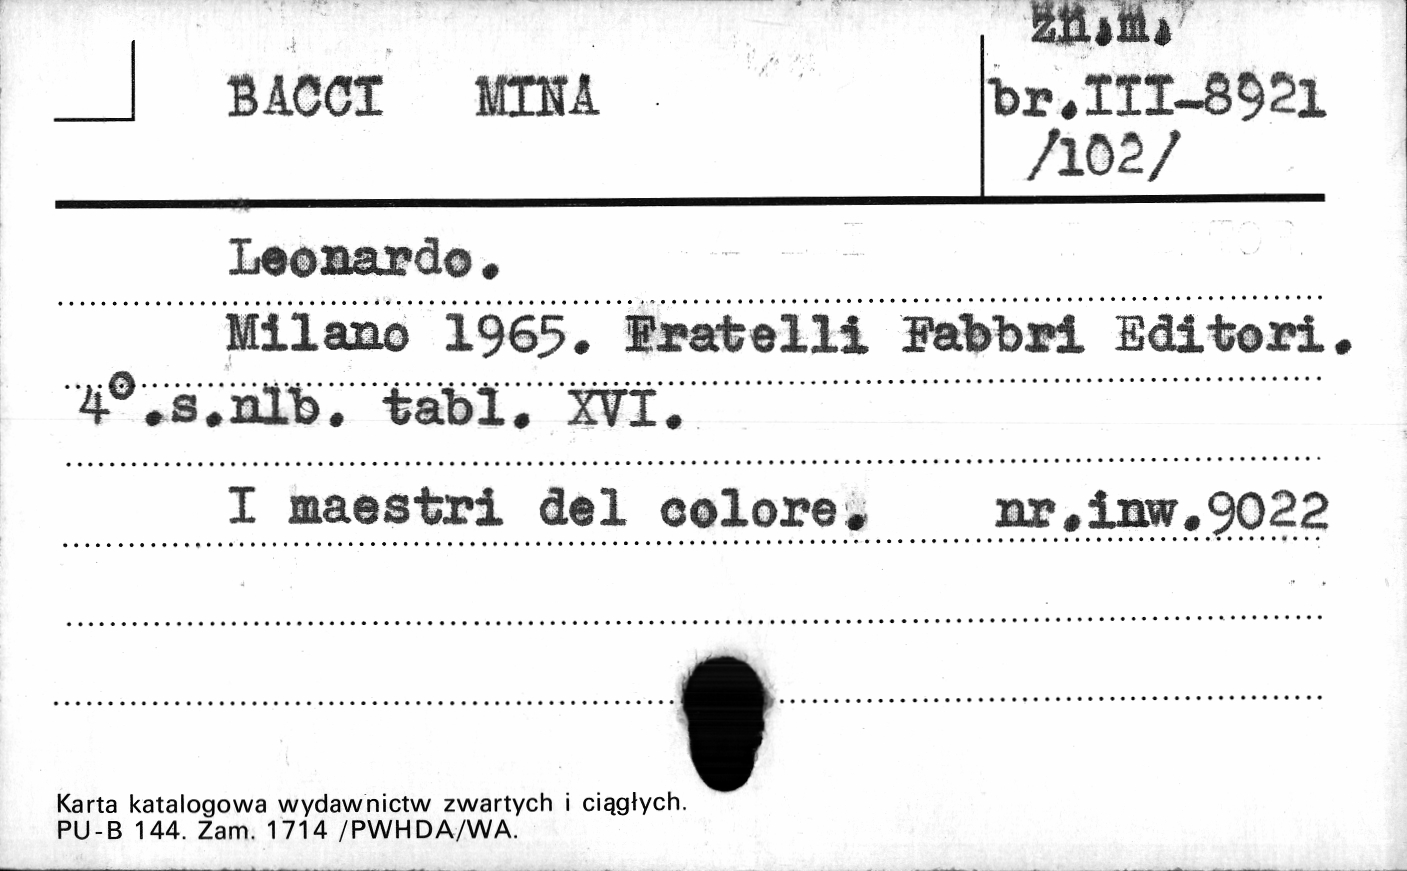 zn.m.
BACCI MINA
br.III-8921
/102/
Leonardo.
Milano 1965. Fratelli Fabbri Editori.
4°.s.nlb. tabl. XVI.
I maestri del colore. nr.inw.9022
Karta katalogowa wydawnictw zwartych i ciągłych.
PU-B 144. Zam. 1714 /PWHDA/WA.